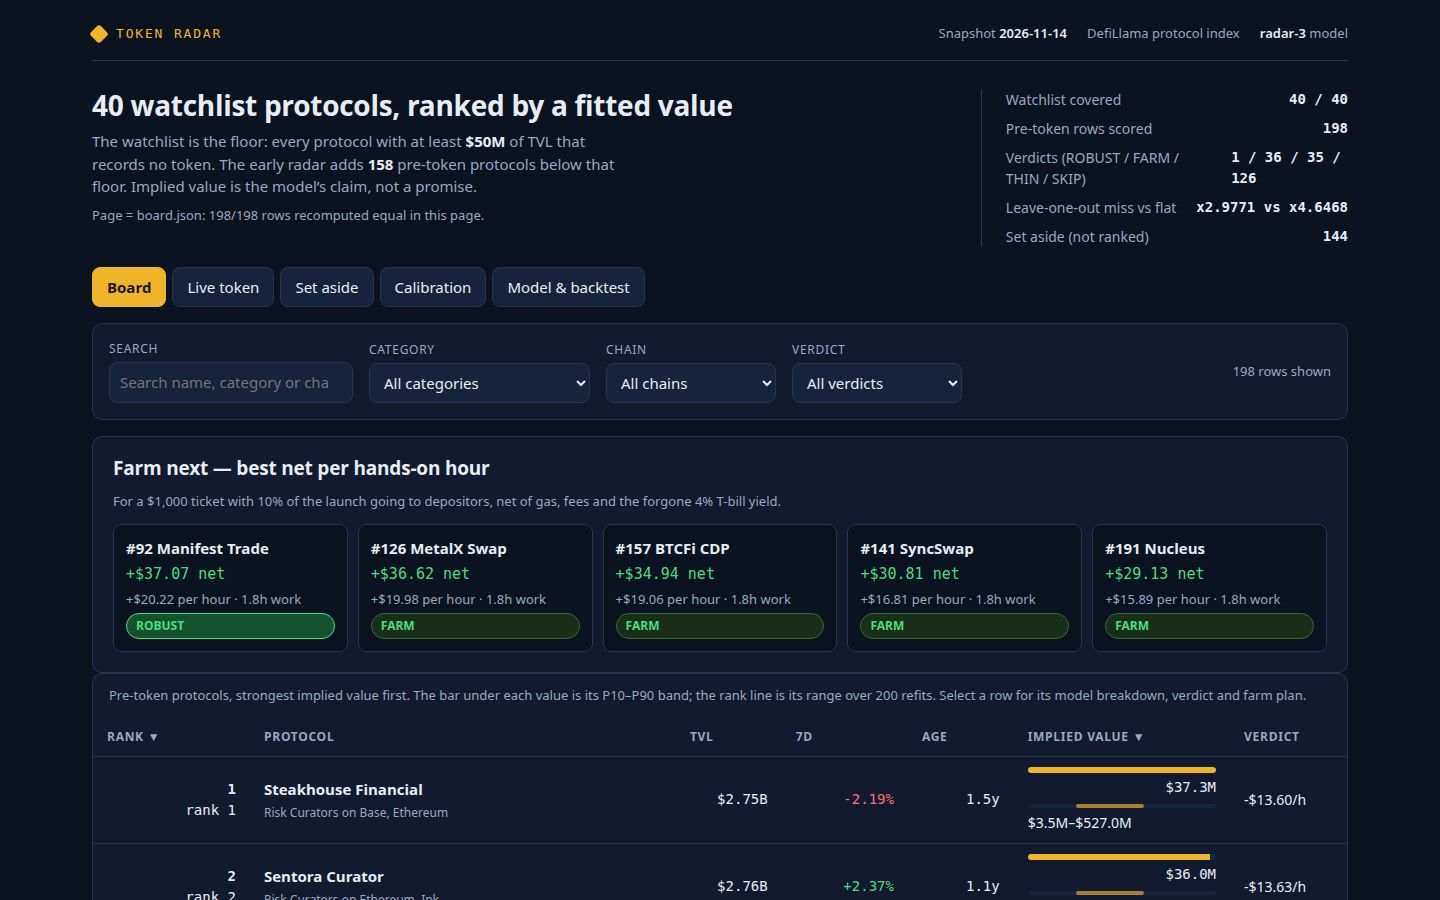 TOKEN RADAR
Snapshot 2026-11-14 DefiLlama protocol index radar-3 model
40 watchlist protocols, ranked by a fitted value
The watchlist is the floor: every protocol with at least $50M of TVL that
records no token. The early radar adds 158 pre-token protocols below that
floor. Implied value is the model’s claim, not a promise.
Page = board.json: 198/198 rows recomputed equal in this page.
Watchlist covered 40 / 40
Pre-token rows scored 198
Verdicts (ROBUST / FARM / THIN / SKIP) 1 / 36 / 35 / 126
Leave-one-out miss vs flat x2.9771 vs x4.6468
Set aside (not ranked) 144
Board Live token Set aside Calibration Model & backtest
SEARCH CATEGORY CHAIN VERDICT
Search name, category or cha All categories All chains All verdicts 198 rows shown
Farm next — best net per hands-on hour
For a $1,000 ticket with 10% of the launch going to depositors, net of gas, fees and the forgone 4% T-bill yield.
#92 Manifest Trade #126 MetalX Swap #157 BTCFi CDP #141 SyncSwap #191 Nucleus
+$37.07 net +$36.62 net +$34.94 net +$30.81 net +$29.13 net
+$20.22 per hour · 1.8h work +$19.98 per hour · 1.8h work +$19.06 per hour · 1.8h work +$16.81 per hour · 1.8h work +$15.89 per hour · 1.8h work
ROBUST FARM FARM FARM FARM
Pre-token protocols, strongest implied value first. The bar under each value is its P10–P90 band; the rank line is its range over 200 refits. Select a row for its model breakdown, verdict and farm plan.
RANK ▼ PROTOCOL TVL 7D AGE IMPLIED VALUE ▼ VERDICT
1 Steakhouse Financial $2.75B -2.19% 1.5y $37.3M -$13.60/h
rank 1 Risk Curators on Base, Ethereum $3.5M–$527.0M
2 Sentora Curator $2.76B +2.37% 1.1y $36.0M -$13.63/h
rank 2 Risk Curators on Ethereum, Ink